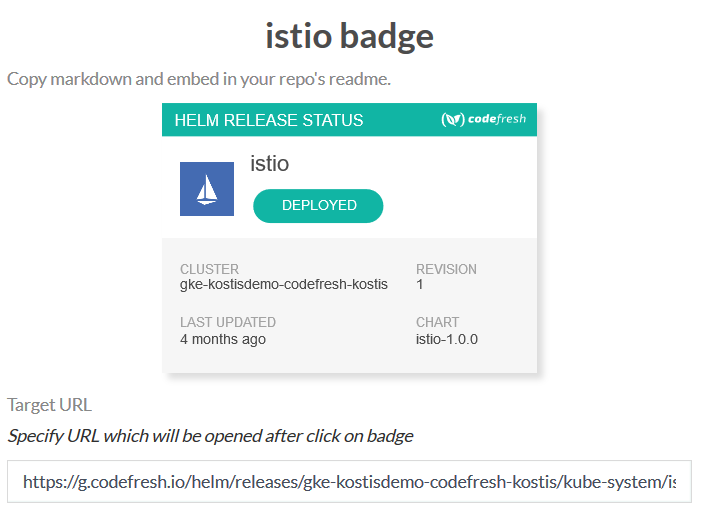 istio badge
Copy markdown and embed in your repo's readme.
HELM RELEASE STATUS
codefresh
istio
DEPLOYED
CLUSTER
gke-kostisdemo-codefresh-kostis
REVISION
1
LAST UPDATED
4 months ago
CHART
istio-1.0.0
Target URL
Specify URL which will be opened after click on badge
https://g.codefresh.io/helm/releases/gke-kostisdemo-codefresh-kostis/kube-system/is